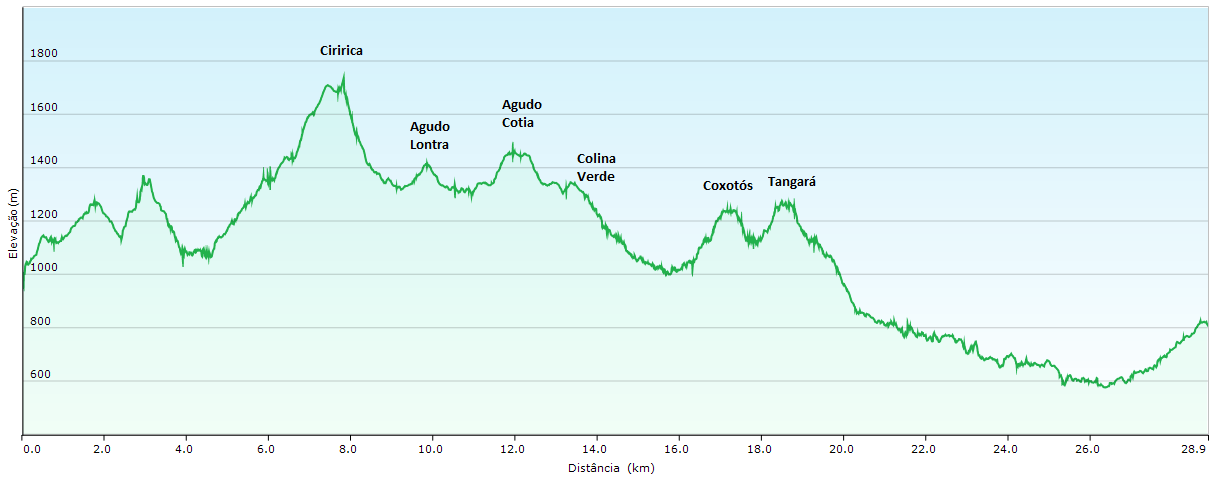 Ciririca
Agudo
Lontra
Agudo
Cotia
Colina
Verde
Coxotós
Tangará
1800
1600
1400
1200
1000
800
600
Elevação (m)
0.0 2.0 4.0 6.0 8.0 10.0 12.0 14.0 16.0 18.0 20.0 22.0 24.0 26.0 28.9
Distância (km)